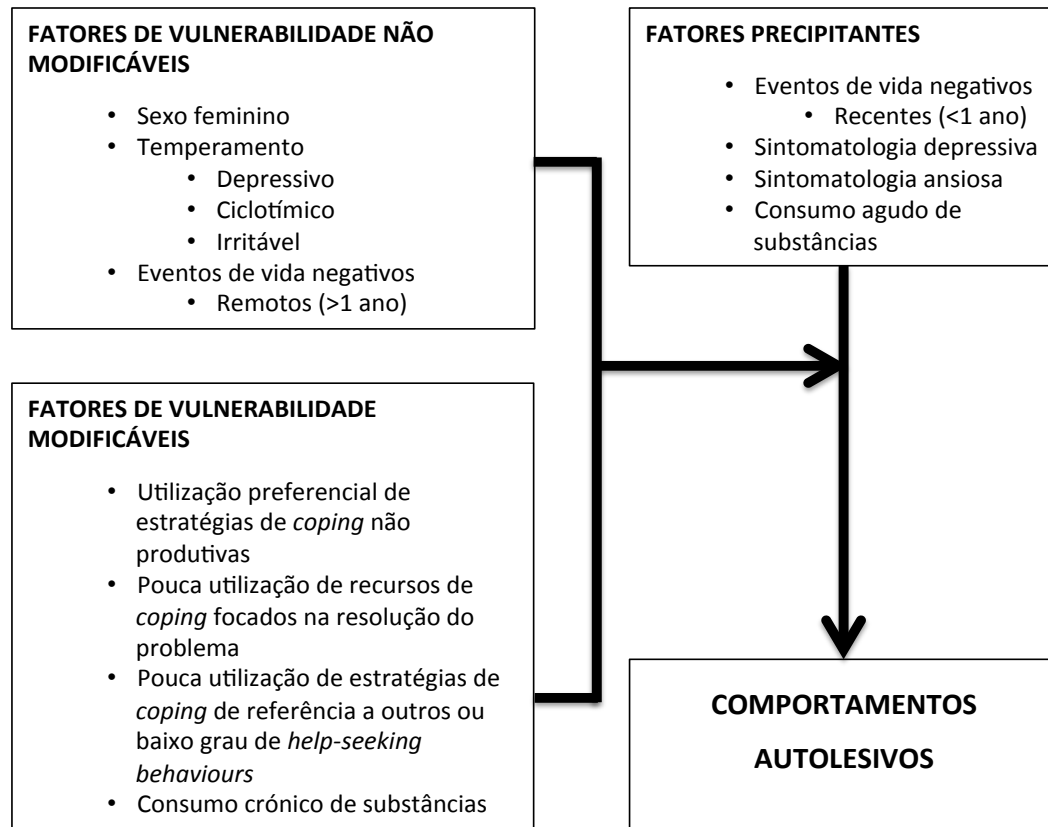 FATORES DE VULNERABILIDADE NÃO
MODIFICÁVEIS
• Sexo feminino
• Temperamento
• Depressivo
• Ciclotímico
• Irritável
• Eventos de vida negativos
• Remotos (>1 ano)
FATORES PRECIPITANTES
• Eventos de vida negativos
• Recentes (<1 ano)
• Sintomatologia depressiva
• Sintomatologia ansiosa
• Consumo agudo de
substâncias
FATORES DE VULNERABILIDADE
MODIFICÁVEIS
• Utilização preferencial de
estratégias de coping não
produtivas
• Pouca utilização de recursos de
coping focados na resolução do
problema
• Pouca utilização de estratégias de
coping de referência a outros ou
baixo grau de help-seeking
behaviours
• Consumo crónico de substâncias
COMPORTAMENTOS
AUTOLESIVOS